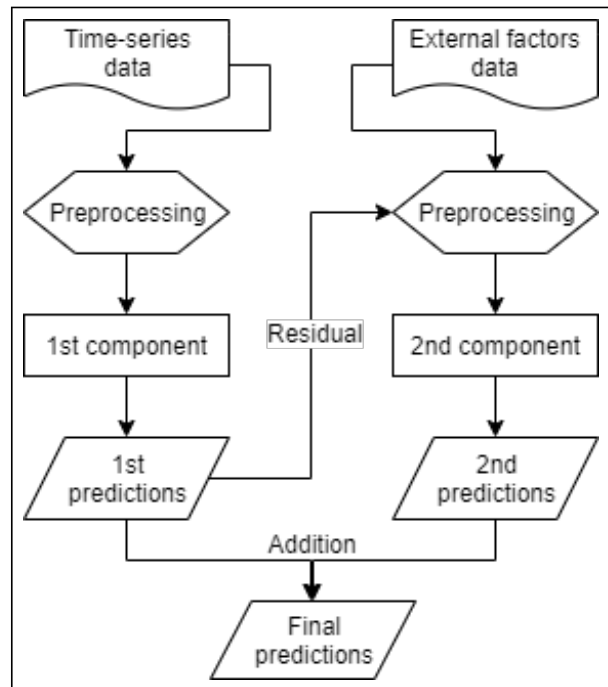 Time-series
data
External factors
data
Preprocessing
Preprocessing
Residual
1st component
2nd component
1st
predictions
2nd
predictions
Addition
Final
predictions